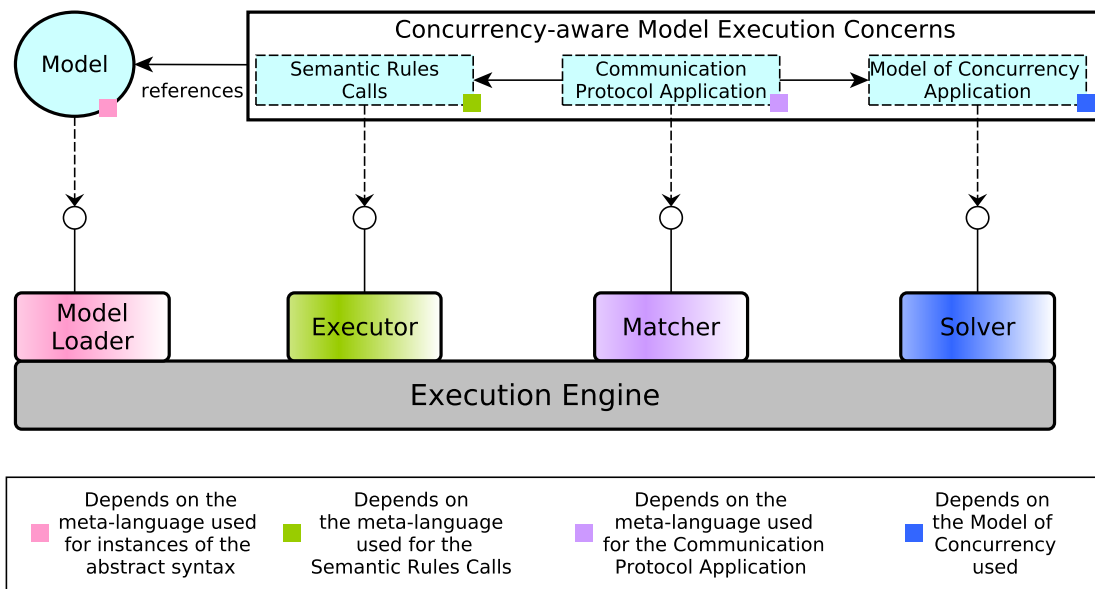 Concurrency-aware Model Execution Concerns
Model
references
Semantic Rules
Calls
Communication
Protocol Application
Model of Concurrency
Application
Model
Loader
Executor
Matcher
Solver
Execution Engine
Depends on the
meta-language used
for instances of the
abstract syntax
Depends on
the meta-language
used for the
Semantic Rules Calls
Depends on the
meta-language used
for the Communication
Protocol Application
Depends on
the Model of
Concurrency
used